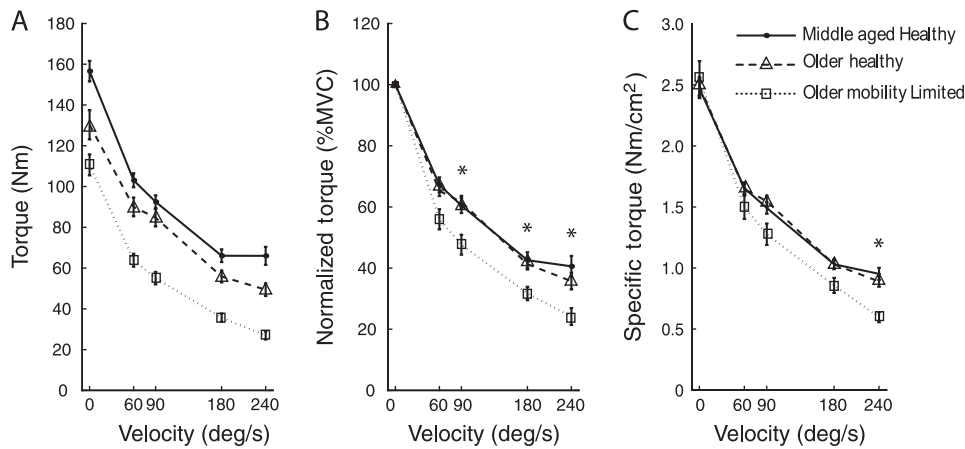 A
Torque (Nm)
180
160
140
120
100
80
60
40
20
0
0 60 90 180 240
Velocity (deg/s)
B
Normalized torque (%MVC)
120
100
80
60
40
20
0
*
*
*
0 60 90 180 240
Velocity (deg/s)
C
Specific torque (Nm/cm²)
3.0
2.5
2.0
1.5
1.0
0.5
0
*
0 60 90 180 240
Velocity (deg/s)
Middle aged Healthy
Older healthy
Older mobility Limited